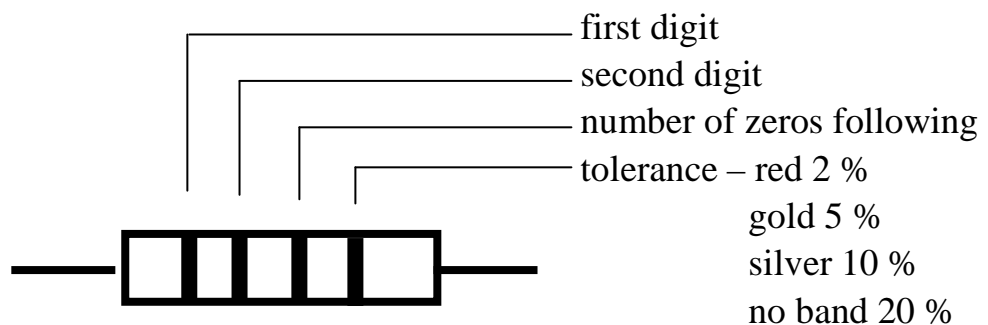 first digit
second digit
number of zeros following
tolerance – red 2 %
gold 5 %
silver 10 %
no band 20 %